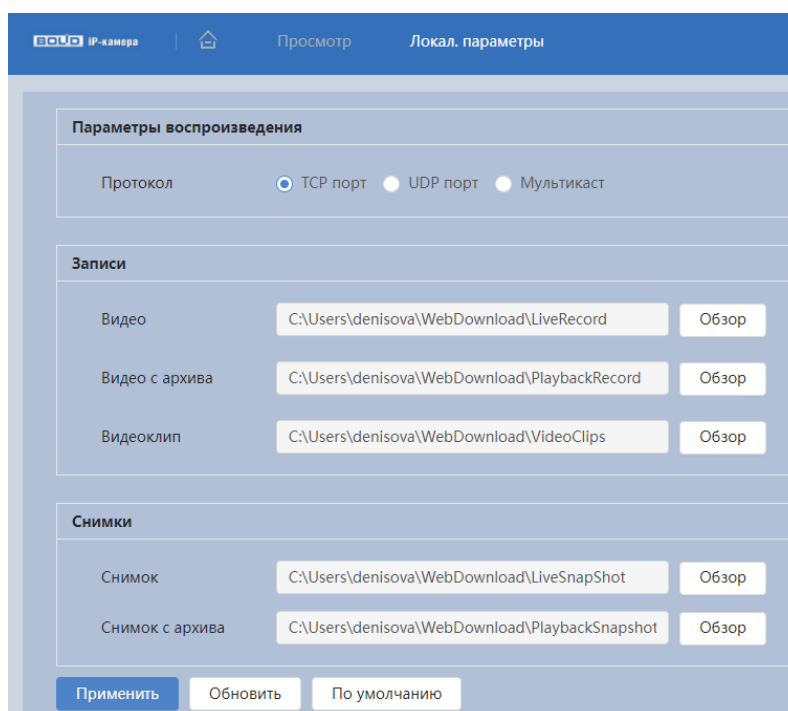 BOLID IP-камера Просмотр Локал. параметры
Параметры воспроизведения
Протокол TCP порт UDP порт Мультикаст
Записи
Видео C:\Users\denisova\WebDownload\LiveRecord Обзор
Видео с архива C:\Users\denisova\WebDownload\PlaybackRecord Обзор
Видеоклип C:\Users\denisova\WebDownload\VideoClips Обзор
Снимки
Снимок C:\Users\denisova\WebDownload\LiveSnapShot Обзор
Снимок с архива C:\Users\denisova\WebDownload\PlaybackSnapshot Обзор
Применить Обновить По умолчанию